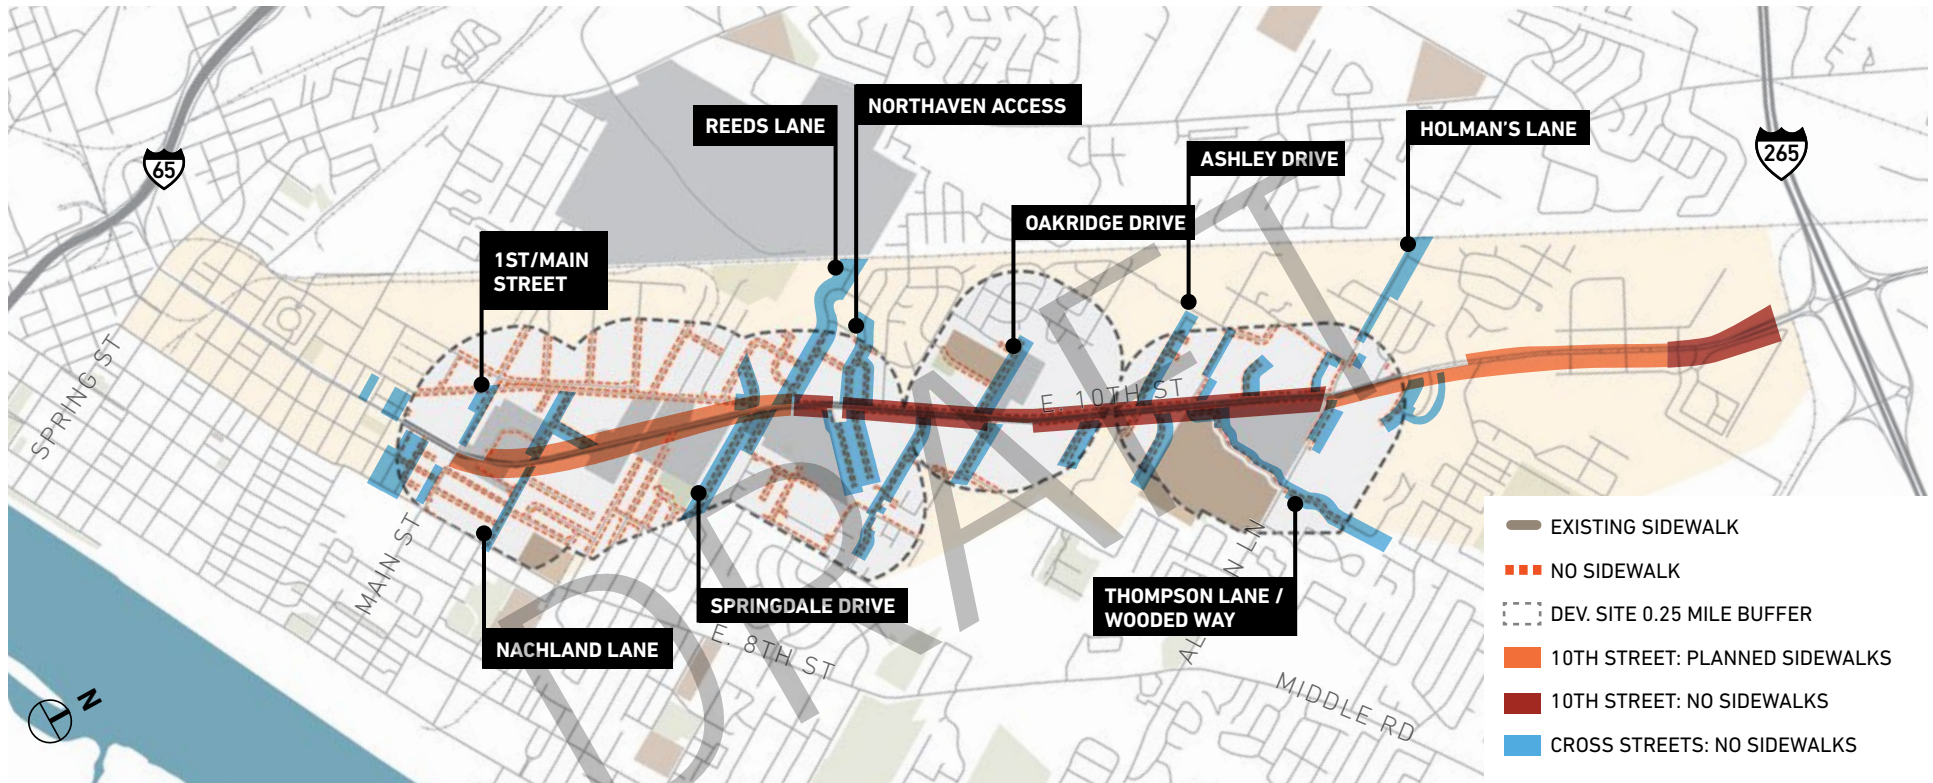 65
REEDS LANE
NORTHAVEN ACCESS
ASHLEY DRIVE
HOLMAN'S LANE
265
OAKRIDGE DRIVE
1ST/MAIN
STREET
SPRING ST
E. 10TH ST
MAIN ST
NACHLAND LANE
SPRINGDALE DRIVE
E. 8TH ST
THOMPSON LANE /
WOODED WAY
MIDDLE RD
N
DRAFT
EXISTING SIDEWALK
NO SIDEWALK
DEV. SITE 0.25 MILE BUFFER
10TH STREET: PLANNED SIDEWALKS
10TH STREET: NO SIDEWALKS
CROSS STREETS: NO SIDEWALKS